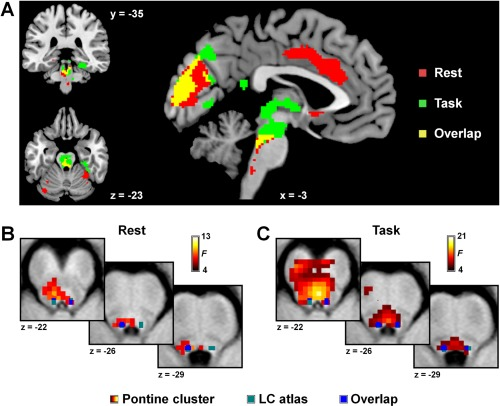 A
y = -35
z = -23
x = -3
Rest
Task
Overlap
B
Rest
13
F
4
z = -22
z = -26
z = -29
C
Task
21
F
4
z = -22
z = -26
z = -29
Pontine cluster
LC atlas
Overlap